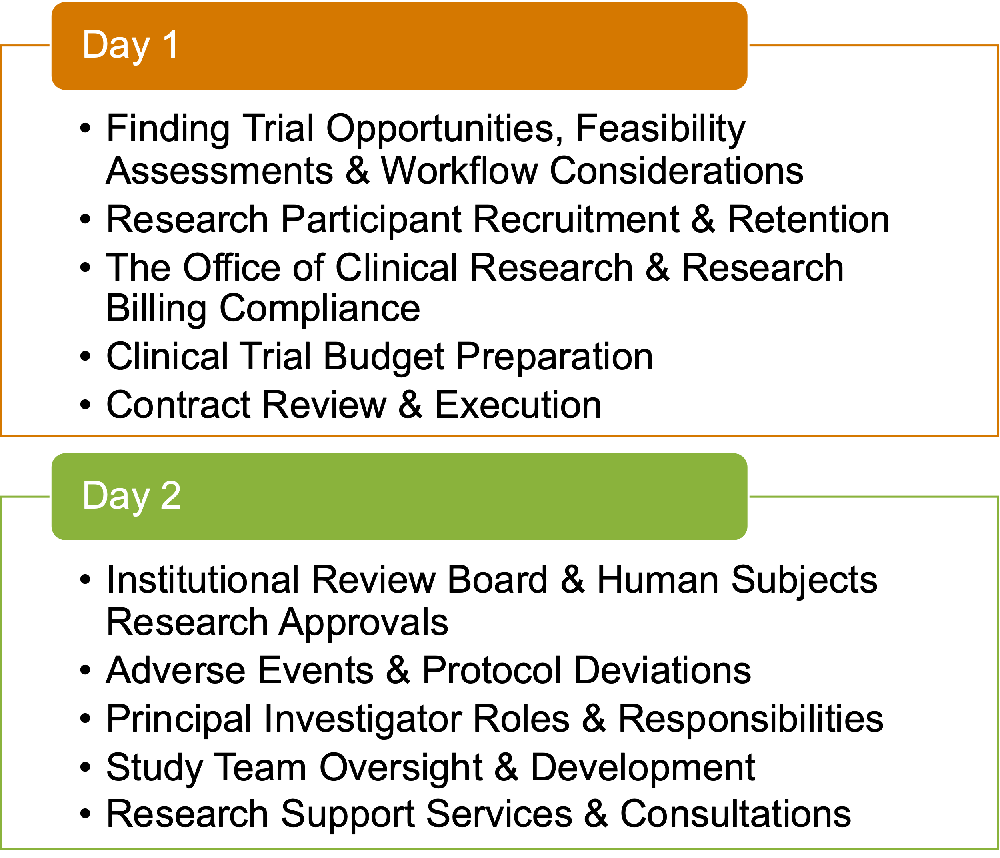 Day 1
• Finding Trial Opportunities, Feasibility
Assessments & Workflow Considerations
• Research Participant Recruitment & Retention
• The Office of Clinical Research & Research
Billing Compliance
• Clinical Trial Budget Preparation
• Contract Review & Execution
Day 2
• Institutional Review Board & Human Subjects
Research Approvals
• Adverse Events & Protocol Deviations
• Principal Investigator Roles & Responsibilities
• Study Team Oversight & Development
• Research Support Services & Consultations